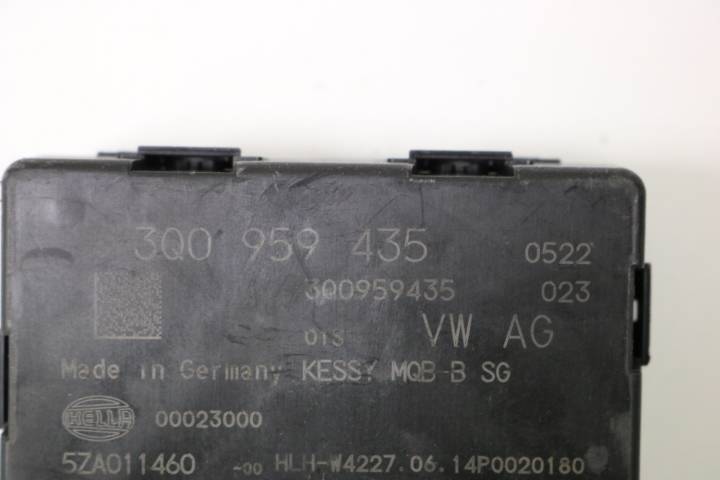 3Q0 959 435 0522
3Q0959435 023
01S VW AG
Made in Germany KESSY MQB-B SG
HELLA 00023000
5ZA011460 -00 HLH-W4227.06.14P0020180